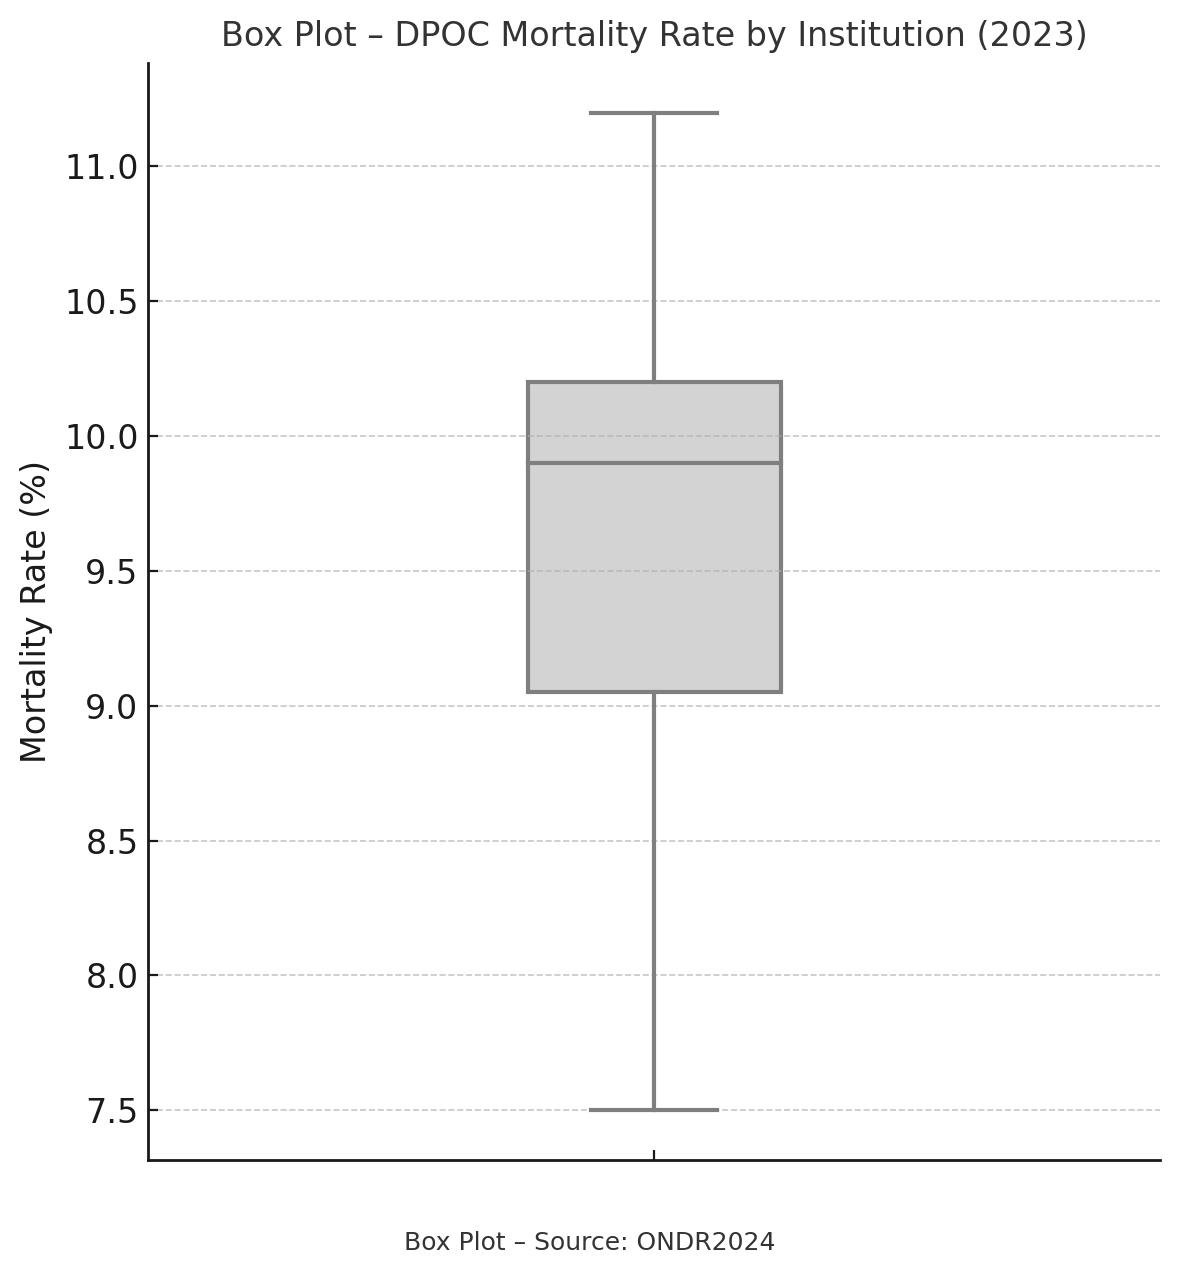 Box Plot – DPOC Mortality Rate by Institution (2023)
Mortality Rate (%)
11.0
10.5
10.0
9.5
9.0
8.5
8.0
7.5
Box Plot – Source: ONDR2024